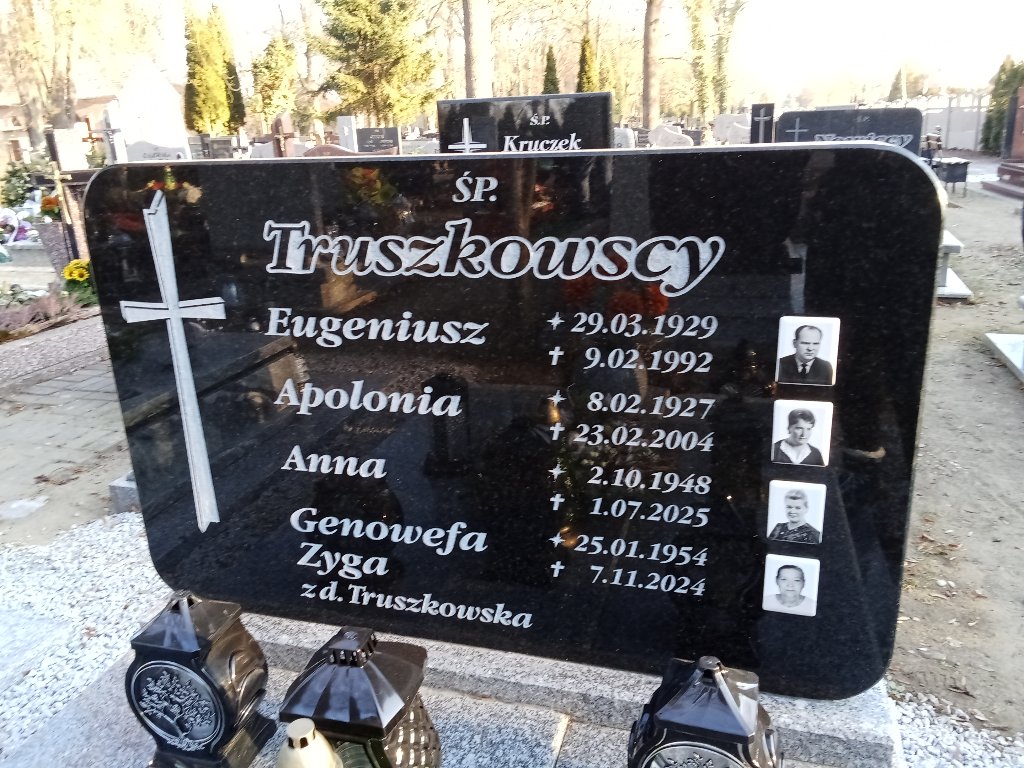 Ś.P.
Kruczek
ŚP.
Truszkowscy
Eugeniusz ✦ 29.03.1929
✝ 9.02.1992
Apolonia ✦ 8.02.1927
✝ 23.02.2004
Anna ✦ 2.10.1948
✝ 1.07.2025
Genowefa ✦ 25.01.1954
Zyga ✝ 7.11.2024
z d. Truszkowska